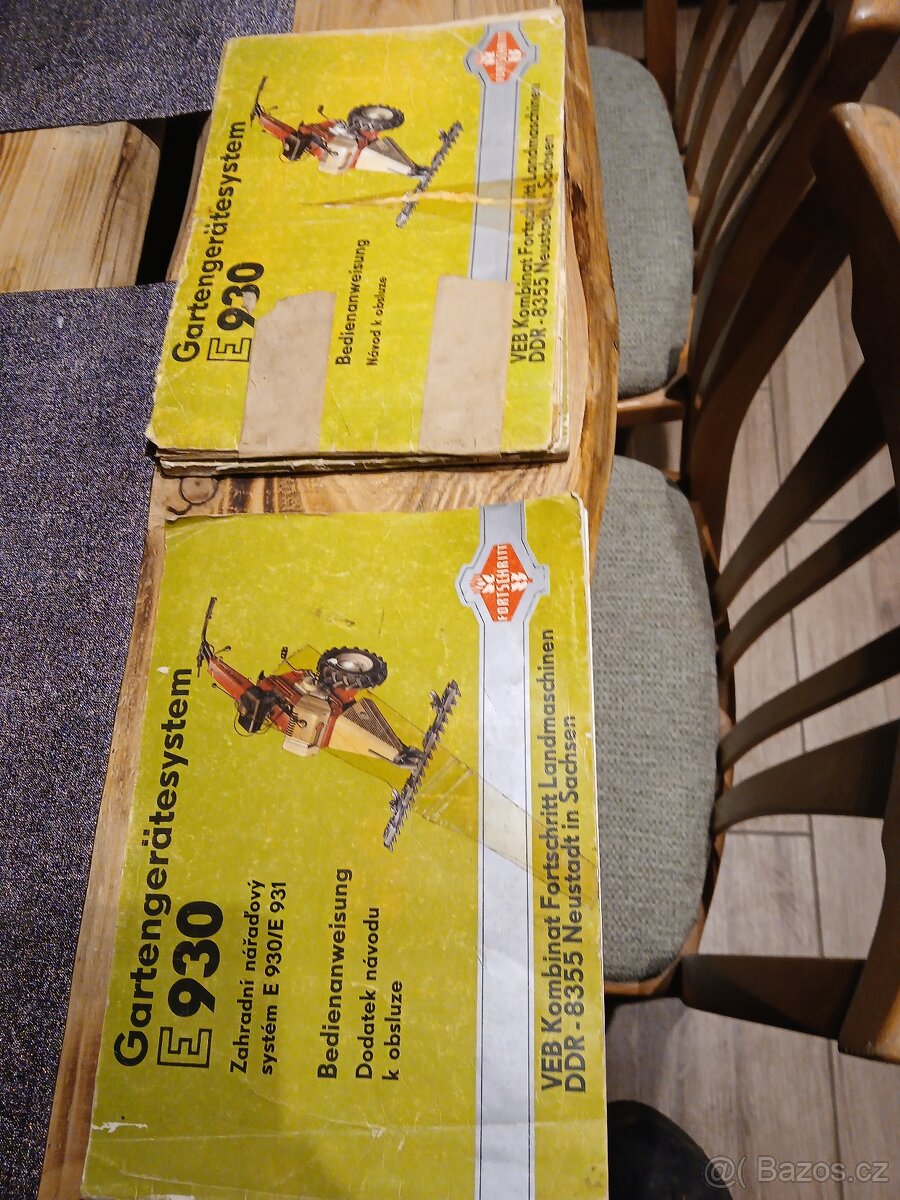 Gartengerätesystem
E 930
Bedienanweisung
Návod k obsluze
FORTSCHRITT
VEB Kombinat Fortschritt Landmaschinen
DDR-8355 Neustadt in Sachsen
Gartengerätesystem
E 930
Zahradní nářaďový
systém E 930/E 931
Bedienanweisung
Dodatek návodu
k obsluze
FORTSCHRITT
VEB Kombinat Fortschritt Landmaschinen
DDR-8355 Neustadt in Sachsen
@( Bazos.cz